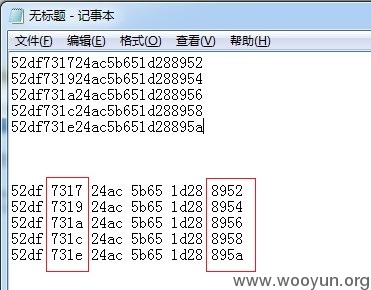 无标题 - 记事本
文件(F) 编辑(E) 格式(O) 查看(V) 帮助(H)
52df731724ac5b651d288952
52df731924ac5b651d288954
52df731a24ac5b651d288956
52df731c24ac5b651d288958
52df731e24ac5b651d28895a
52df 7317 24ac 5b65 1d28 8952
52df 7319 24ac 5b65 1d28 8954
52df 731a 24ac 5b65 1d28 8956
52df 731c 24ac 5b65 1d28 8958
52df 731e 24ac 5b65 1d28 895a
www.wooyun.org